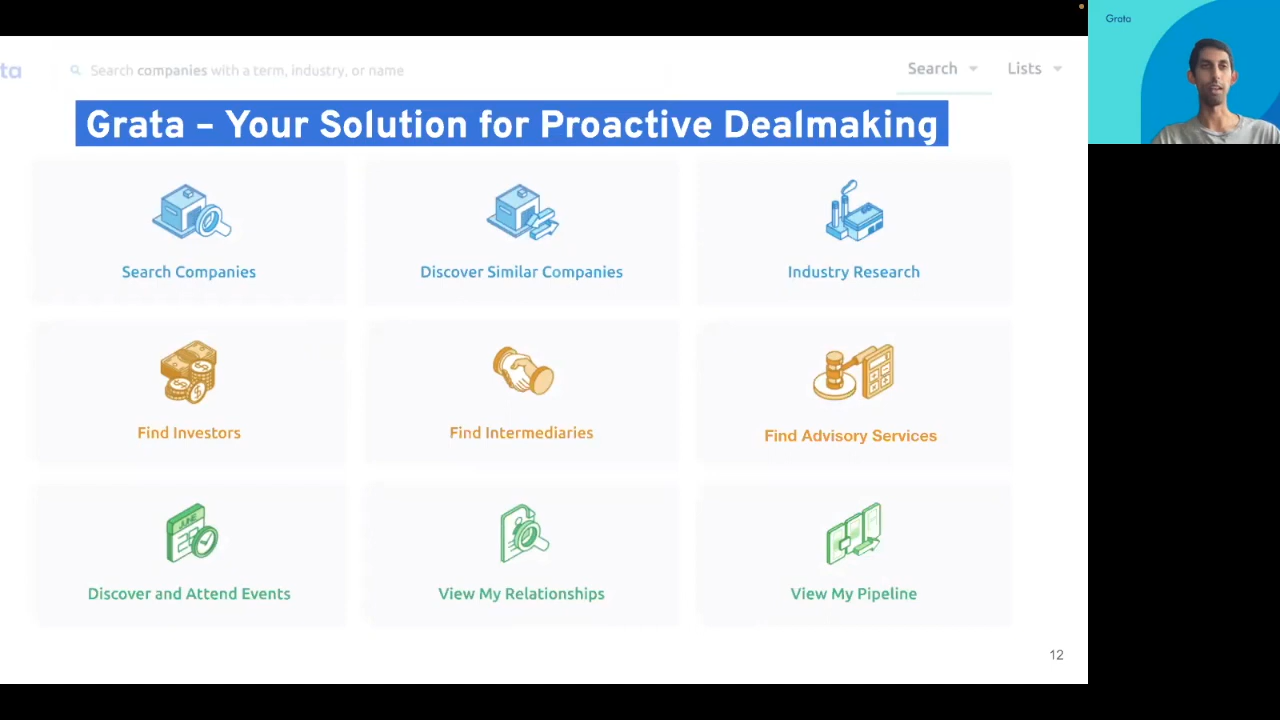 ta
Search companies with a term, industry, or name
Search
Lists
Grata
Grata – Your Solution for Proactive Dealmaking
Search Companies
Discover Similar Companies
Industry Research
Find Investors
Find Intermediaries
Find Advisory Services
JUNE
Discover and Attend Events
View My Relationships
View My Pipeline
12